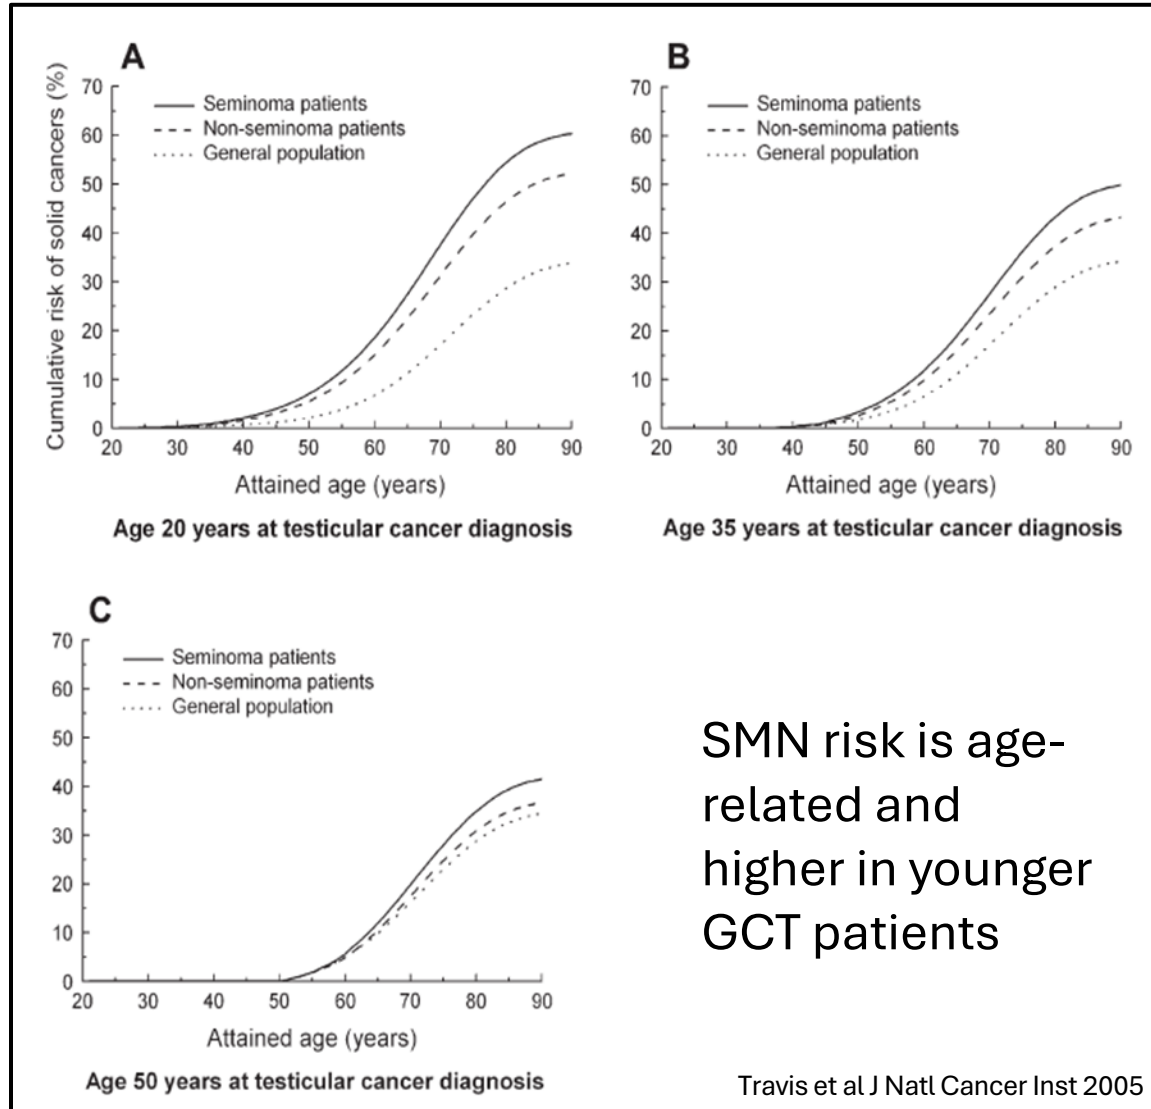 A
Cumulative risk of solid cancers (%)
70
60
50
40
30
20
10
0
Seminoma patients
Non-seminoma patients
General population
20 30 40 50 60 70 80 90
Attained age (years)
Age 20 years at testicular cancer diagnosis
B
70
60
50
40
30
20
10
0
Seminoma patients
Non-seminoma patients
General population
20 30 40 50 60 70 80 90
Attained age (years)
Age 35 years at testicular cancer diagnosis
C
70
60
50
40
30
20
10
0
Seminoma patients
Non-seminoma patients
General population
20 30 40 50 60 70 80 90
Attained age (years)
Age 50 years at testicular cancer diagnosis
SMN risk is age-
related and
higher in younger
GCT patients
Travis et al J Natl Cancer Inst 2005